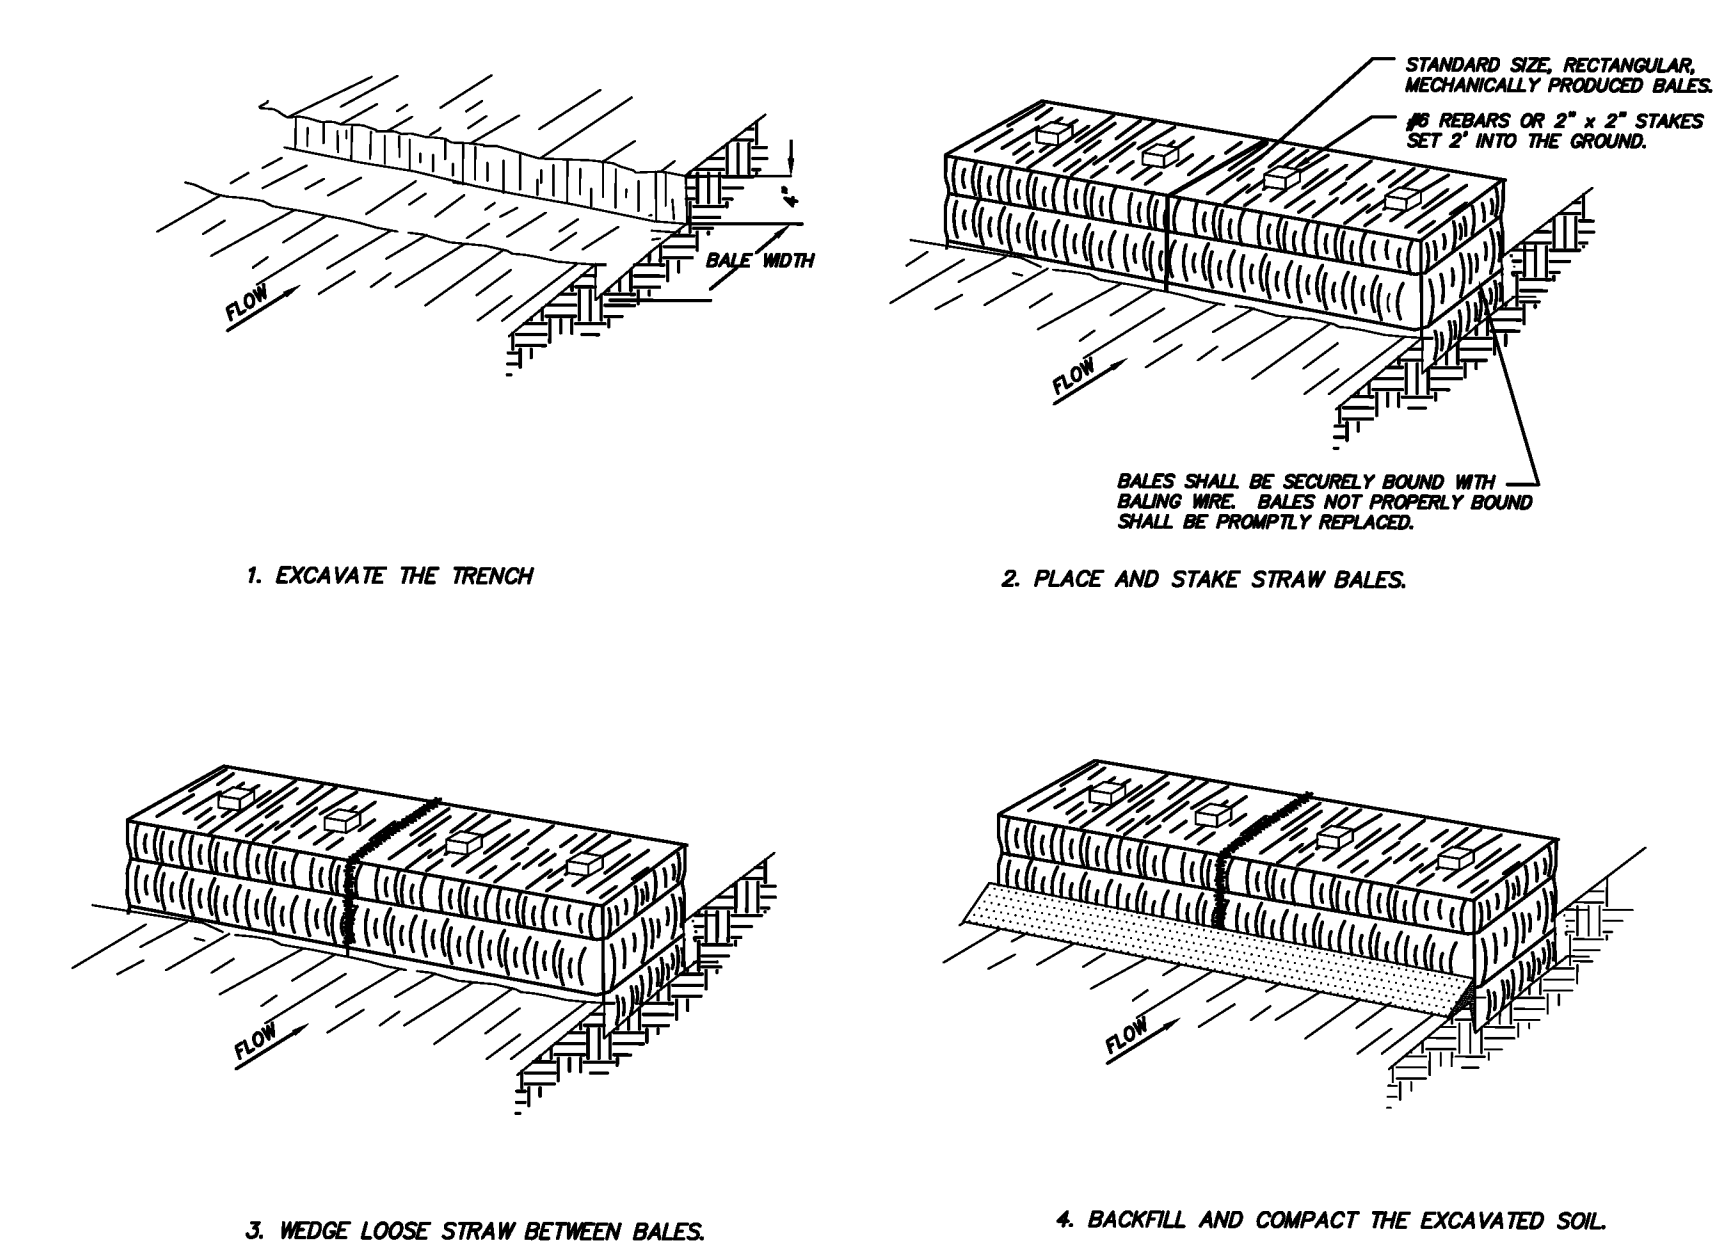 STANDARD SIZE, RECTANGULAR,
MECHANICALLY PRODUCED BALES.
#6 REBARS OR 2" x 2" STAKES
SET 2' INTO THE GROUND.
4"
BALE WIDTH
FLOW
FLOW
BALES SHALL BE SECURELY BOUND WITH
BALING WIRE. BALES NOT PROPERLY BOUND
SHALL BE PROMPTLY REPLACED.
1. EXCAVATE THE TRENCH
2. PLACE AND STAKE STRAW BALES.
FLOW
FLOW
3. WEDGE LOOSE STRAW BETWEEN BALES.
4. BACKFILL AND COMPACT THE EXCAVATED SOIL.